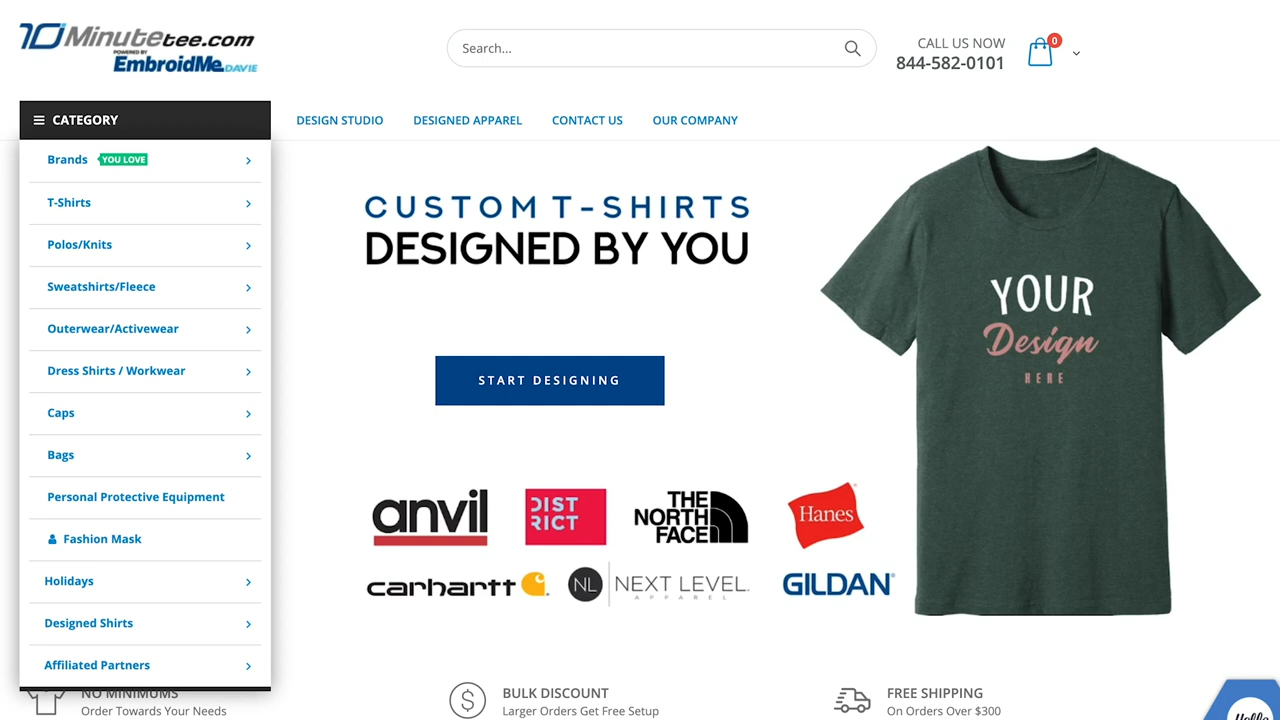 10Minutetee.com
POWERED BY
EmbroidMe DAVIE
Search...
CALL US NOW
844-582-0101
0
CATEGORY
DESIGN STUDIO
DESIGNED APPAREL
CONTACT US
OUR COMPANY
Brands YOU LOVE
T-Shirts
Polos/Knits
Sweatshirts/Fleece
Outerwear/Activewear
Dress Shirts / Workwear
Caps
Bags
Personal Protective Equipment
Fashion Mask
Holidays
Designed Shirts
Affiliated Partners
CUSTOM T-SHIRTS
DESIGNED BY YOU
START DESIGNING
YOUR
Design
HERE
anvil
DIST
RICT
THE
NORTH
FACE
Hanes
carhartt
NL NEXT LEVEL
APPAREL
GILDAN
NO MINIMUMS
Order Towards Your Needs
BULK DISCOUNT
Larger Orders Get Free Setup
FREE SHIPPING
On Orders Over $300
Hello